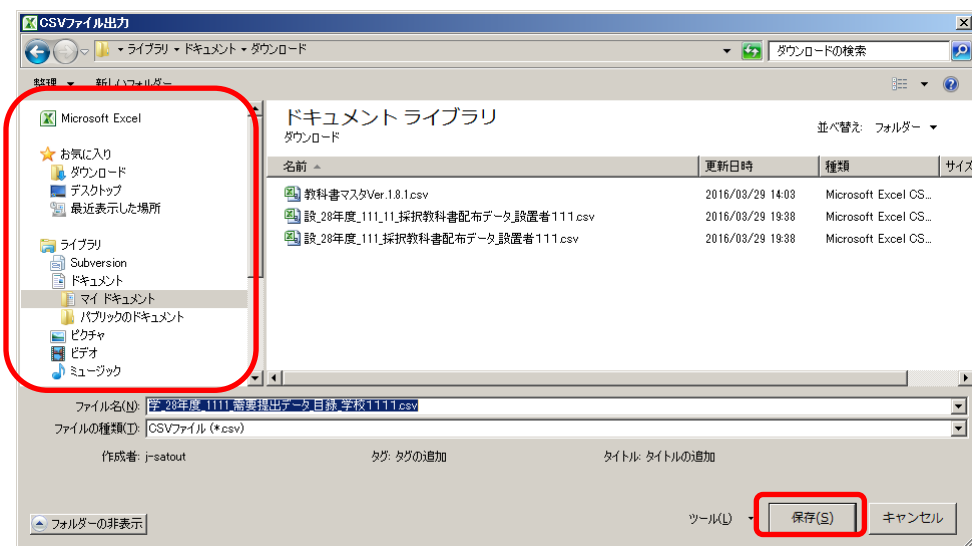 CSVファイル出力
ライブラリ ▾ ドキュメント ▾ ダウンロード
ダウンロードの検索
整理 ▼ 新しいフォルダー
Microsoft Excel
お気に入り
ダウンロード
デスクトップ
最近表示した場所
ライブラリ
Subversion
ドキュメント
マイ ドキュメント
パブリックのドキュメント
ピクチャ
ビデオ
ミュージック
ドキュメント ライブラリ
ダウンロード
並べ替え: フォルダー ▼
名前 更新日時 種類 サイズ
教科書マスタVer.1.8.1.csv 2016/03/29 14:03 Microsoft Excel CS...
設_28年度_111_11_採択教科書配布データ_設置者111.csv 2016/03/29 19:38 Microsoft Excel CS...
設_28年度_111_採択教科書配布データ_設置者111.csv 2016/03/29 19:38 Microsoft Excel CS...
ファイル名(N): 学_28年度_1111_需要提出データ_目録_学校1111.csv
ファイルの種類(T): CSVファイル (*.csv)
作成者: j-satout タグ: タグの追加 タイトル: タイトルの追加
フォルダーの非表示 ツール(L) 保存(S) キャンセル